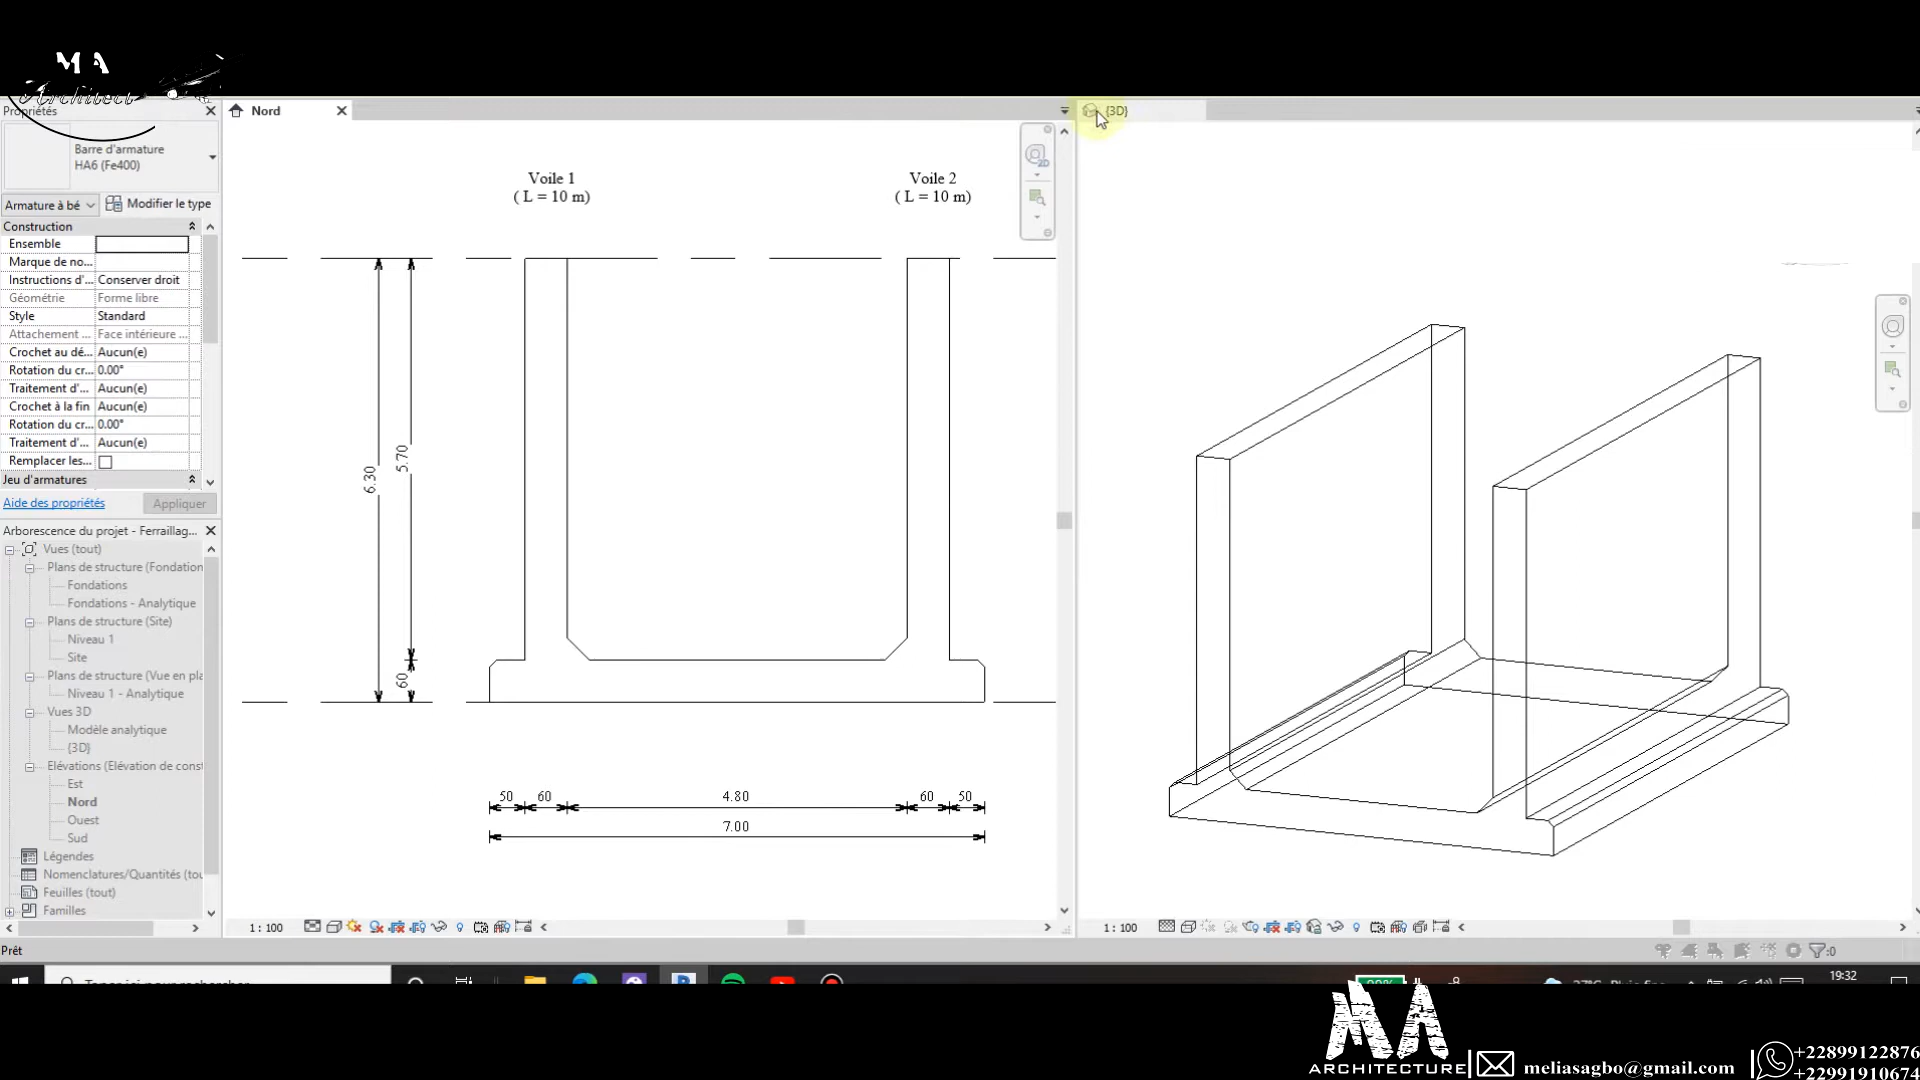 MA
Architect
Propriétés
Nord
{3D}
Barre d'armature
HA6 (Fe400)
Armature à bé
Modifier le type
Construction
Ensemble
Marque de no...
Instructions d'... Conserver droit
Géométrie Forme libre
Style Standard
Attachement ... Face intérieure ...
Crochet au dé... Aucun(e)
Rotation du cr... 0.00°
Traitement d'... Aucun(e)
Crochet à la fin Aucun(e)
Rotation du cr... 0.00°
Traitement d'... Aucun(e)
Remplacer les...
Jeu d'armatures
Aide des propriétés
Appliquer
Arborescence du projet - Ferraillag...
Vues (tout)
Plans de structure (Fondation
Fondations
Fondations - Analytique
Plans de structure (Site)
Niveau 1
Site
Plans de structure (Vue en pla
Niveau 1 - Analytique
Vues 3D
Modèle analytique
{3D}
Elévations (Elévation de const
Est
Nord
Ouest
Sud
Légendes
Nomenclatures/Quantités (tou
Feuilles (tout)
Familles
Voile 1
( L = 10 m)
Voile 2
( L = 10 m)
2D
6.30
5.70
60
50 60 4.80 60 50
7.00
1 : 100
1 : 100
Prêt
:0
19:32
MA
ARCHITECTURE
meliasagbo@gmail.com
+22899122876
+22991910674